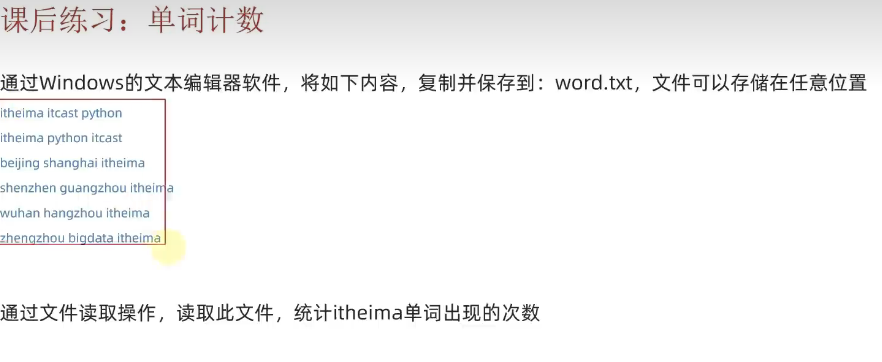 课后练习：单词计数
通过Windows的文本编辑器软件，将如下内容，复制并保存到：word.txt，文件可以存储在任意位置
itheima itcast python
itheima python itcast
beijing shanghai itheima
shenzhen guangzhou itheima
wuhan hangzhou itheima
zhengzhou bigdata itheima
通过文件读取操作，读取此文件，统计itheima单词出现的次数